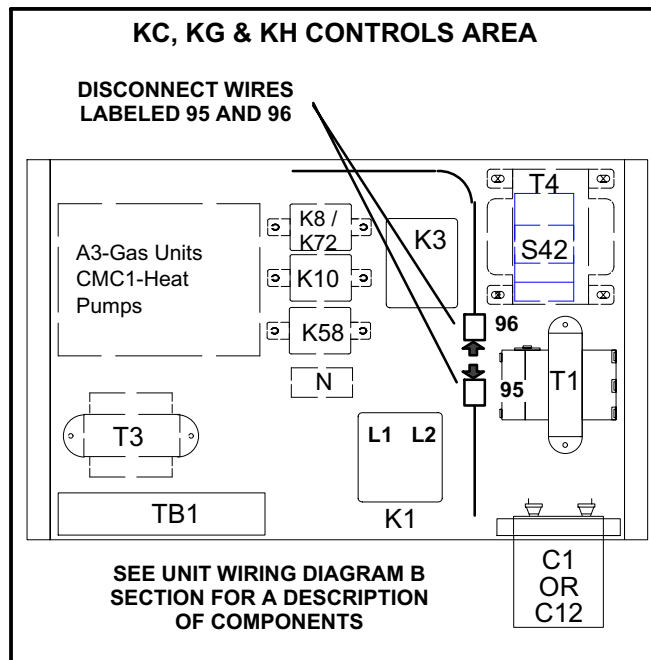 KC, KG & KH CONTROLS AREA
DISCONNECT WIRES
LABELED 95 AND 96
T4
K8 /
K72
K3
S42
A3-Gas Units
CMC1-Heat
Pumps
K10
K58
96
N
95
T1
T3
L1 L2
TB1
K1
SEE UNIT WIRING DIAGRAM B
SECTION FOR A DESCRIPTION
OF COMPONENTS
C1
OR
C12